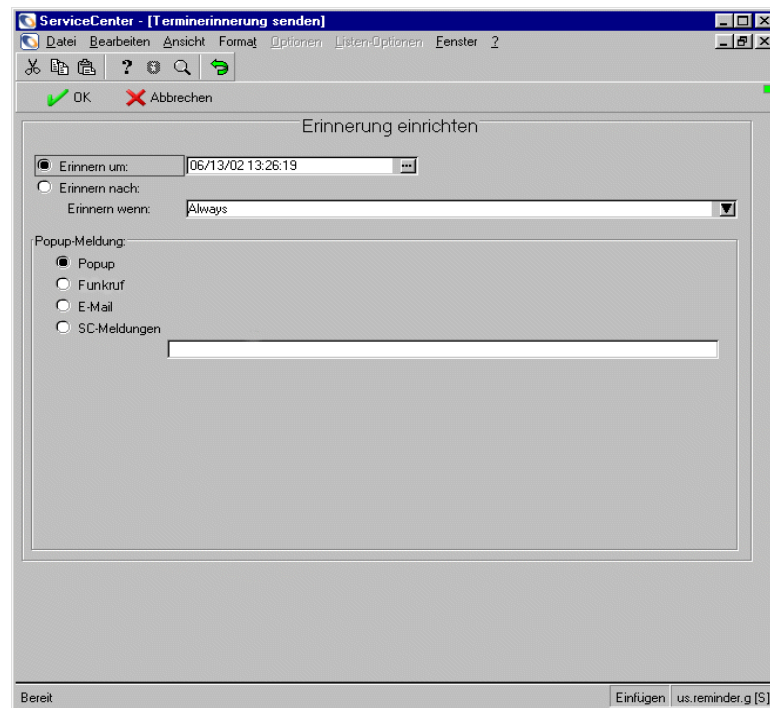 ServiceCenter - [Terminerinnerung senden]
Datei Bearbeiten Ansicht Format Optionen Listen-Optionen Fenster ?
?
OK Abbrechen
Erinnerung einrichten
Erinnern um: 06/13/02 13:26:19 ...
Erinnern nach:
Erinnern wenn: Always
Popup-Meldung:
Popup
Funkruf
E-Mail
SC-Meldungen
Bereit Einfügen us.reminder.g [S]